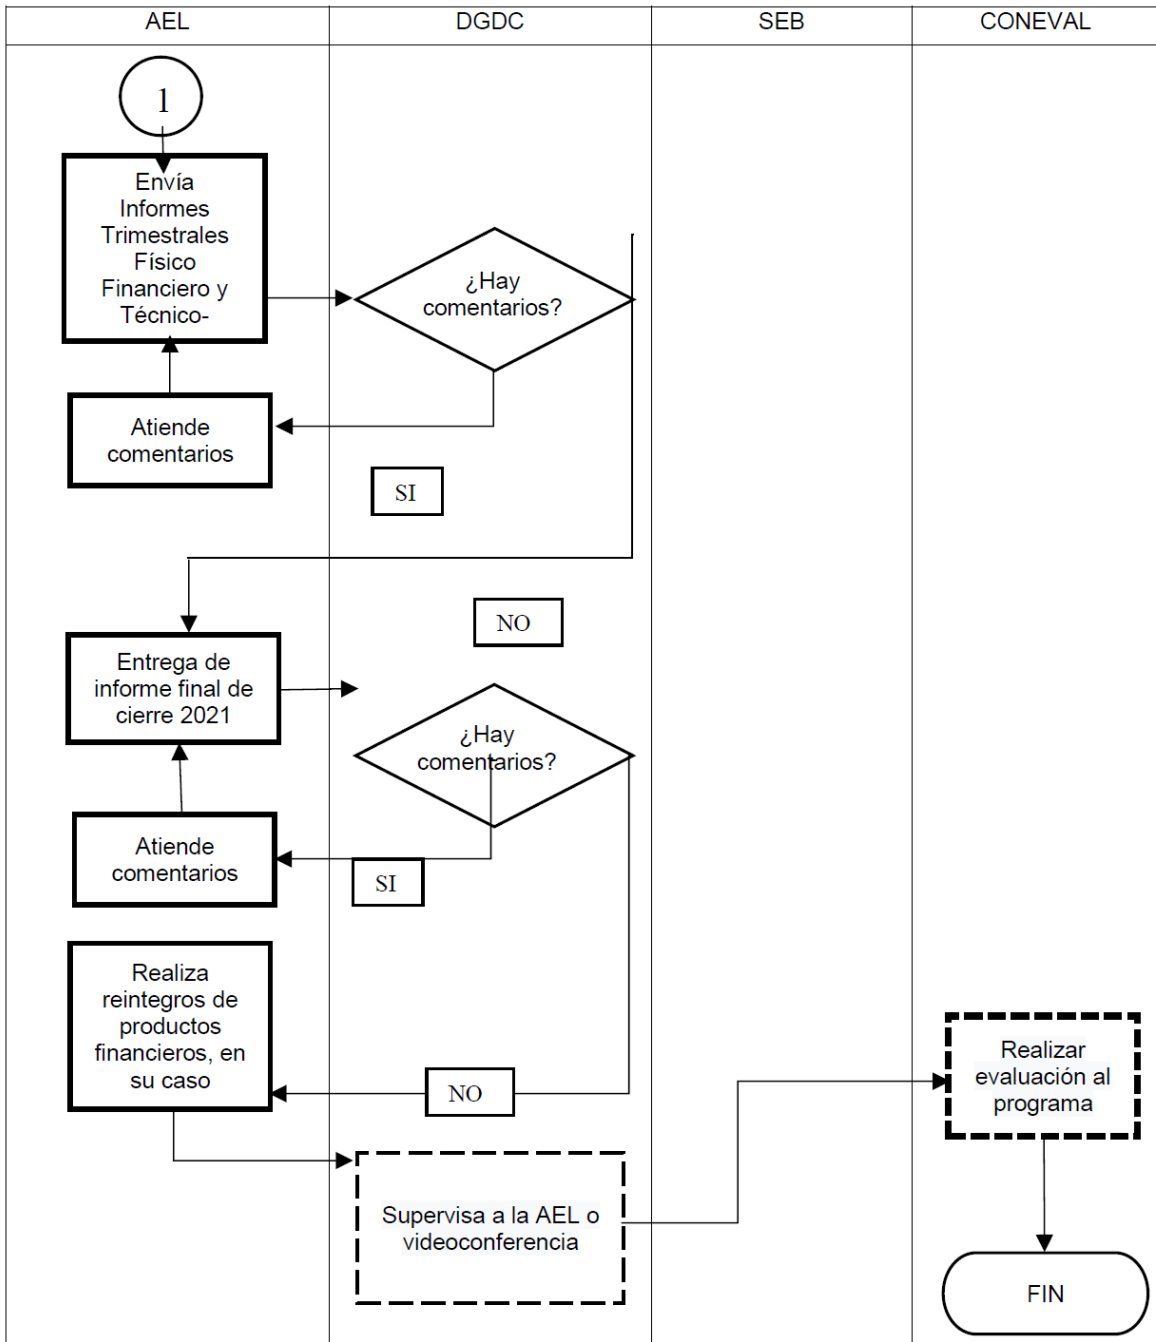 AEL
DGDC
SEB
CONEVAL
1
Envía
Informes
Trimestrales
Físico
Financiero y
Técnico-
¿Hay
comentarios?
Atiende
comentarios
SI
NO
Entrega de
informe final de
cierre 2021
¿Hay
comentarios?
Atiende
comentarios
SI
Realiza
reintegros de
productos
financieros, en
su caso
NO
Realizar
evaluación al
programa
Supervisa a la AEL o
videoconferencia
FIN